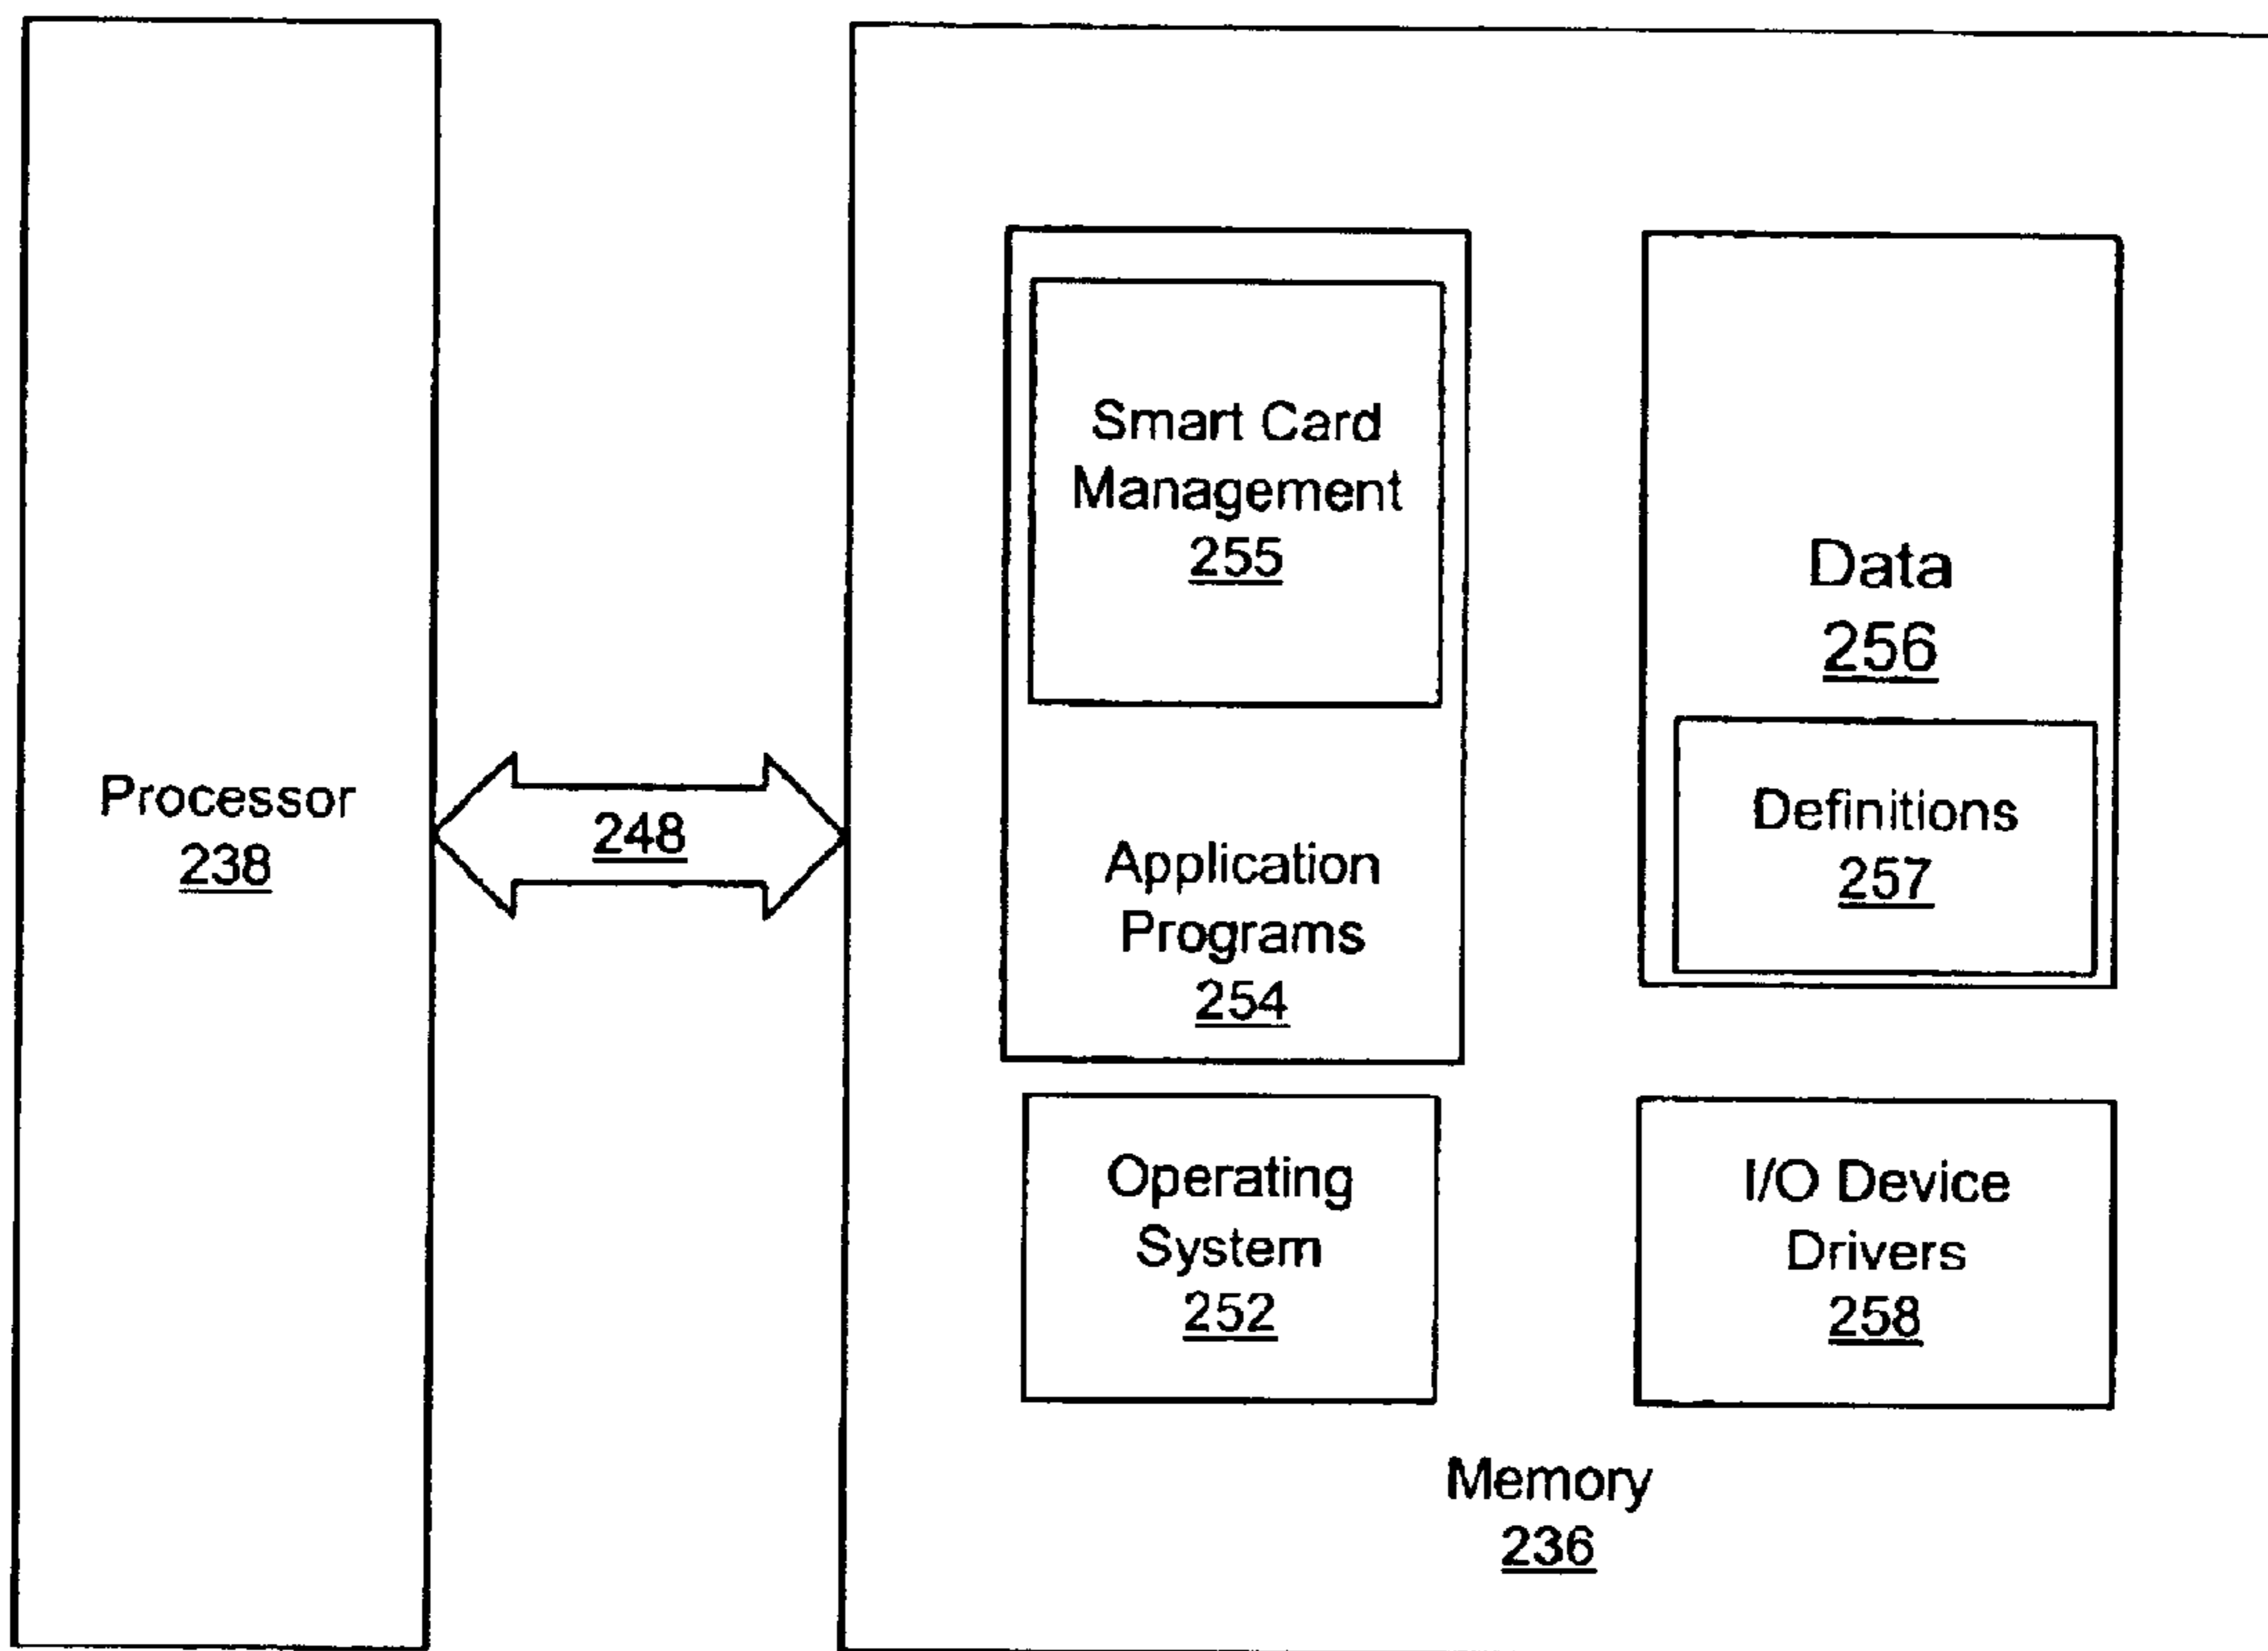 Processor
238
248
Smart Card
Management
255
Application
Programs
254
Data
256
Definitions
257
Operating
System
252
I/O Device
Drivers
258
Memory
236